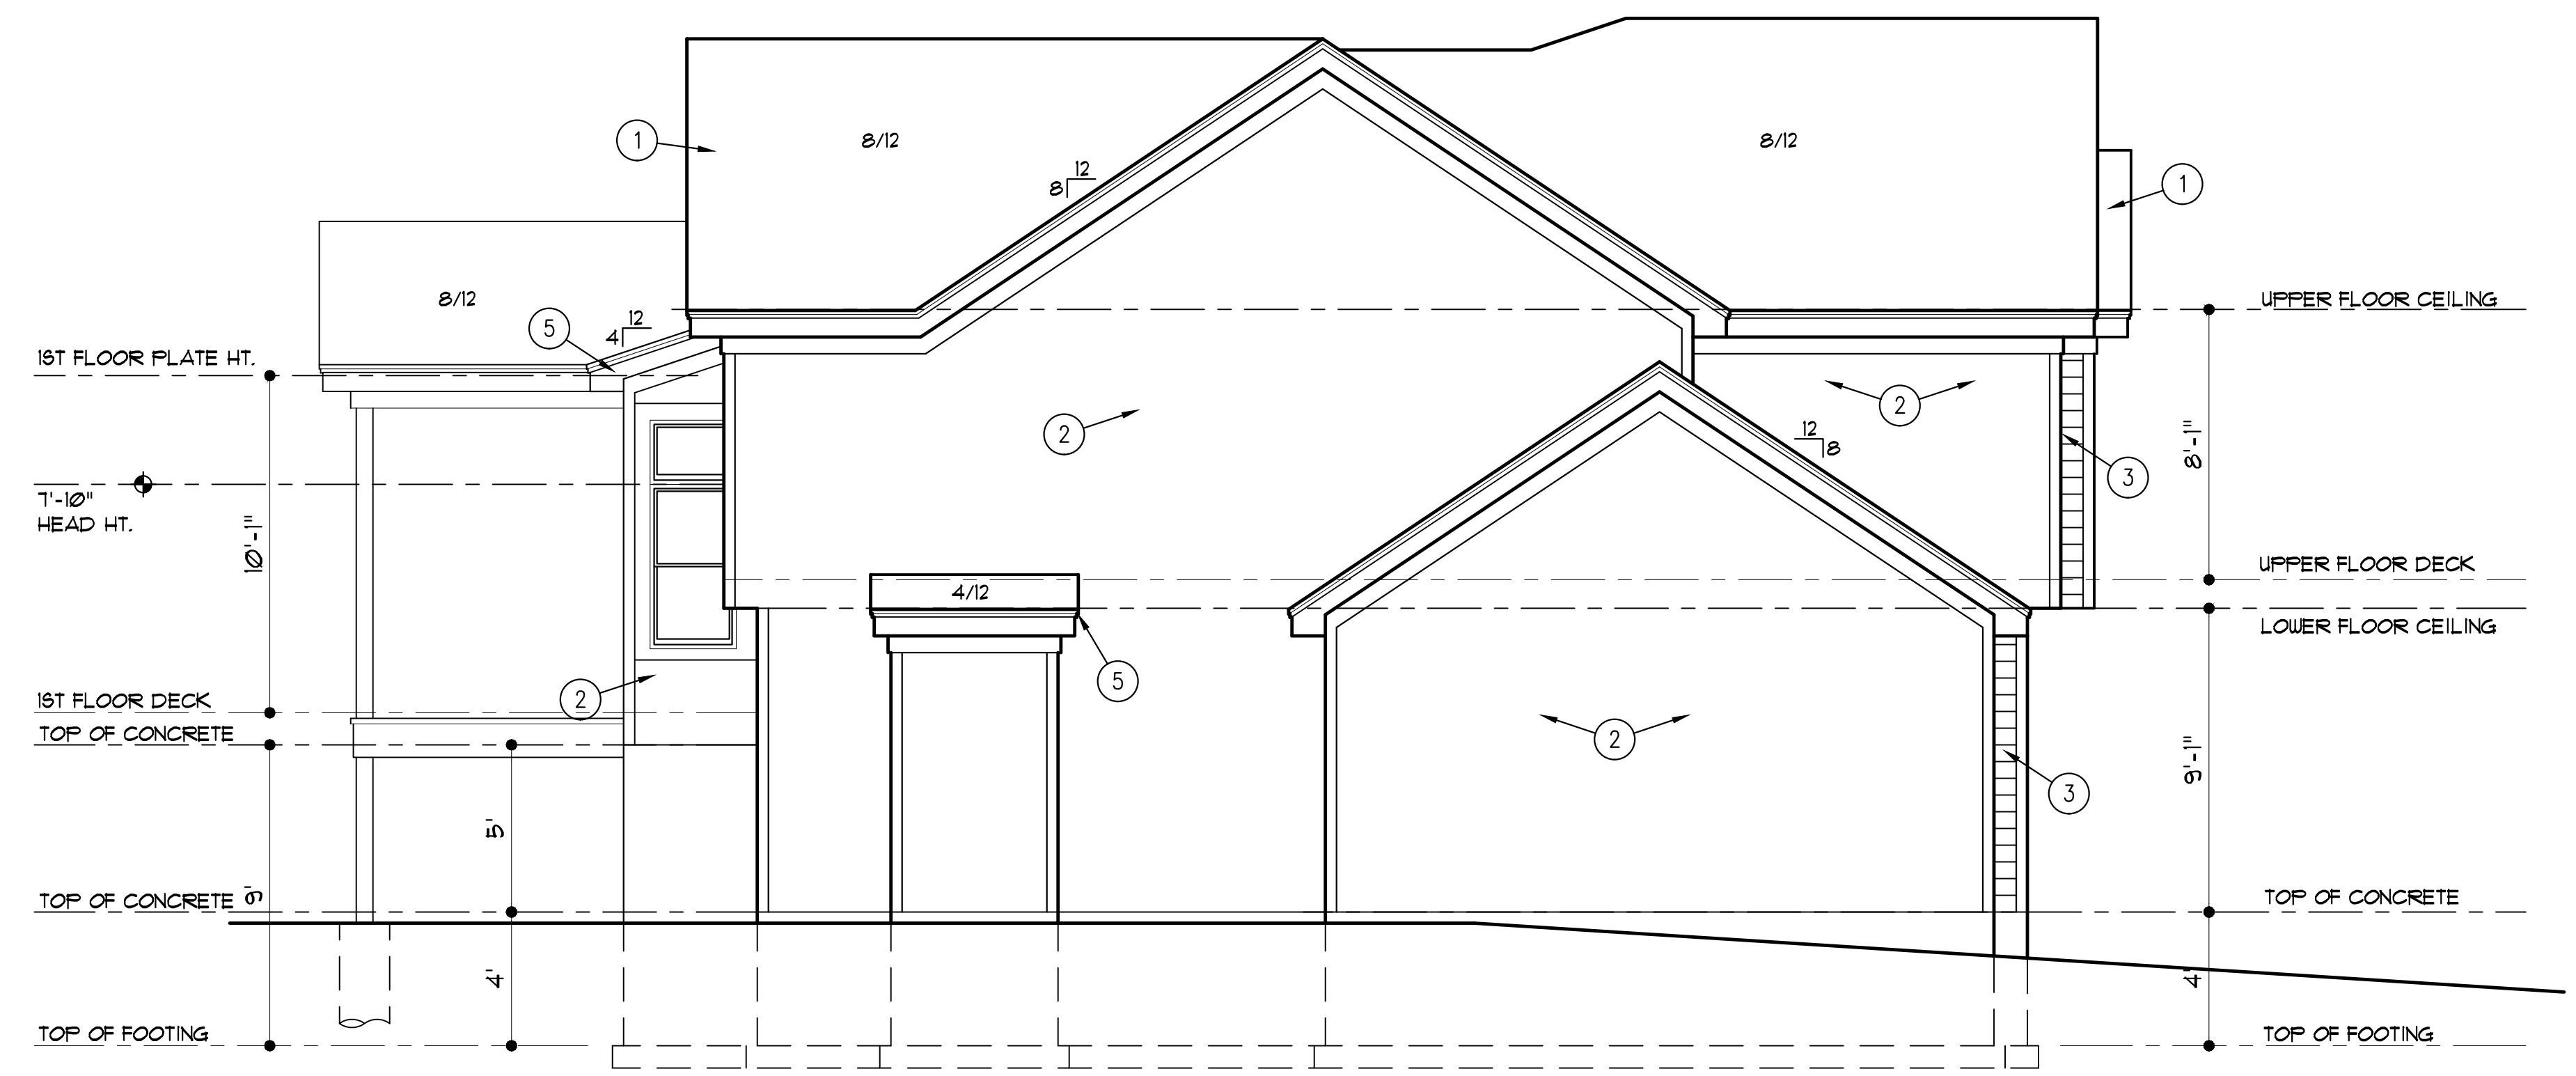 1
8/12
12
8
8/12
1
8/12
12
4
5
UPPER FLOOR CEILING
1ST FLOOR PLATE HT.
2
2
12
8
8'-1"
3
7'-10"
HEAD HT.
10'-1"
UPPER FLOOR DECK
4/12
LOWER FLOOR CEILING
5
2
1ST FLOOR DECK
TOP OF CONCRETE
2
9'-1"
3
5'
9'
TOP OF CONCRETE
TOP OF CONCRETE
4'
4'
TOP OF FOOTING
TOP OF FOOTING